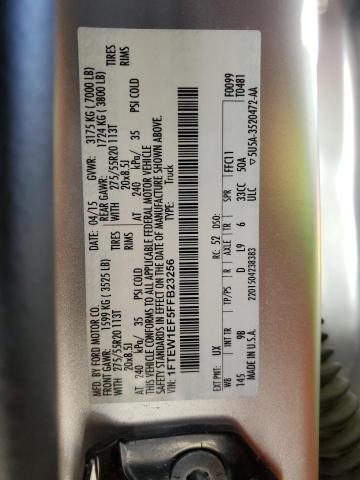 MFD. BY FORD MOTOR CO.
DATE: 04/15 GVWR: 3175 KG (7000 LB)
FRONT GAWR: 1599 KG (3525 LB) REAR GAWR: 1724 KG (3800 LB)
WITH 275/55R20 113T TIRES WITH 275/55R20 113T TIRES
20x8.5J RIMS 20x8.5J RIMS
AT 240 kPa/ 35 PSI COLD AT 240 kPa/ 35 PSI COLD
THIS VEHICLE CONFORMS TO ALL APPLICABLE FEDERAL MOTOR VEHICLE
SAFETY STANDARDS IN EFFECT ON THE DATE OF MANUFACTURE SHOWN ABOVE.
VIN: 1FTEW1EF5FFB23256
TYPE: Truck
F0099
T0481
EXT PNT: UX RC: 52 DSO: FFC11
WB INT TR TP/PS R AXLE TR SPR
145 9B D L9 6 33CC 50A
ULC
2201504238383
MADE IN U.S.A. 5U5A-3520472-AA